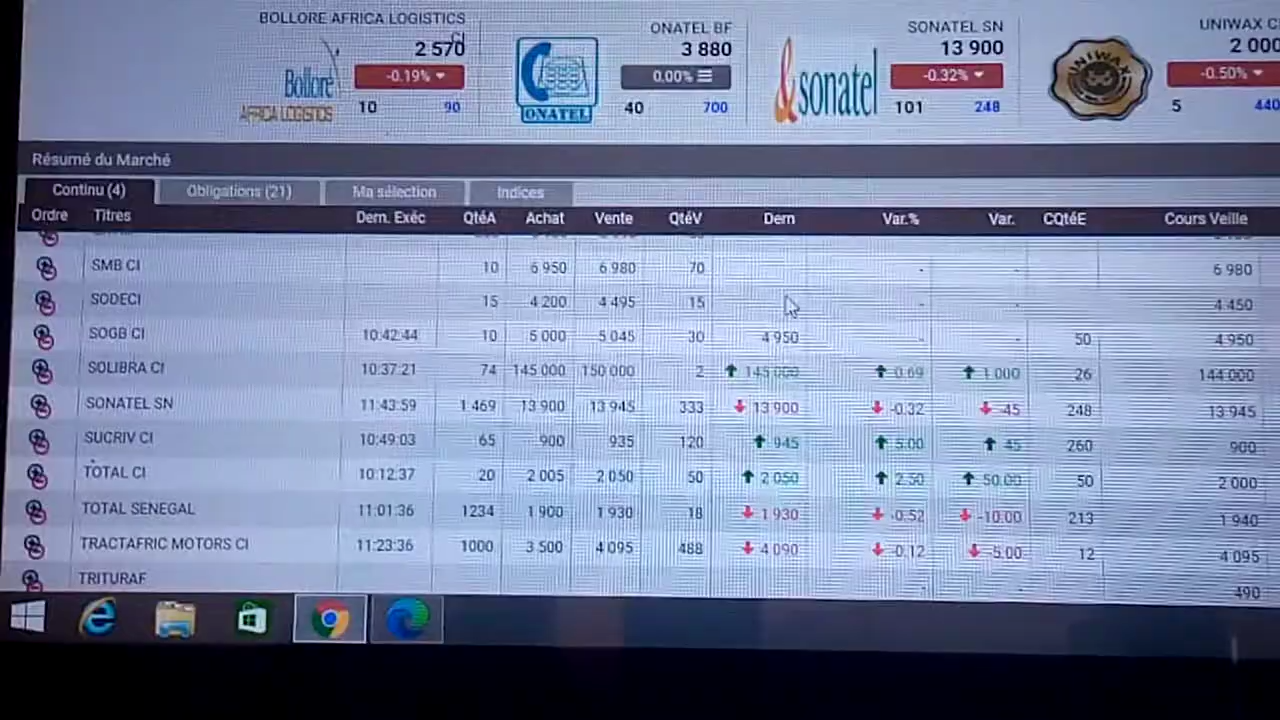 BOLLORE AFRICA LOGISTICS
CI
2 570
-0.19%
10 90
Bolloré
AFRICA LOGISTICS
ONATEL BF
3 880
0.00%
40 700
ONATEL
SONATEL SN
13 900
-0.32%
101 248
sonatel
UNIWAX C
2 000
-0.50%
5 440
UNIWAX
Résumé du Marché
Continu (4) Obligations (21) Ma sélection Indices
Ordre Titres Dern. Exéc QtéA Achat Vente QtéV Dern Var.% Var. CQtéE Cours Veille
SMB CI 10 6 950 6 980 70 - - 6 980
SODECI 15 4 200 4 495 15 - - 4 450
SOGB CI 10:42:44 10 5 000 5 045 30 4 950 - - 50 4 950
SOLIBRA CI 10:37:21 74 145 000 150 000 2 145 000 0.69 1 000 26 144 000
SONATEL SN 11:43:59 1 469 13 900 13 945 333 13 900 -0.32 -45 248 13 945
SUCRIV CI 10:49:03 65 900 935 120 945 5.00 45 260 900
TOTAL CI 10:12:37 20 2 005 2 050 50 2 050 2.50 50.00 50 2 000
TOTAL SENEGAL 11:01:36 1234 1 900 1 930 18 1 930 -0.52 -10.00 213 1 940
TRACTAFRIC MOTORS CI 11:23:36 1000 3 500 4 095 488 4 090 -0.12 -5.00 12 4 095
TRITURAF - 490